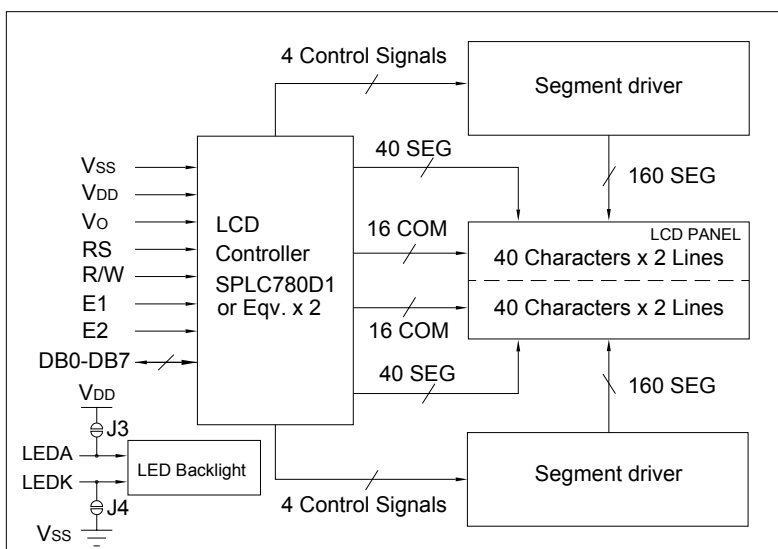 4 Control Signals
Segment driver
40 SEG
160 SEG
VSS
VDD
VO
RS
R/W
E1
E2
DB0-DB7
LCD
Controller
SPLC780D1
or Eqv. x 2
16 COM
LCD PANEL
40 Characters x 2 Lines
40 Characters x 2 Lines
16 COM
40 SEG
160 SEG
VDD
J3
LEDA
LEDK
LED Backlight
J4
VSS
4 Control Signals
Segment driver